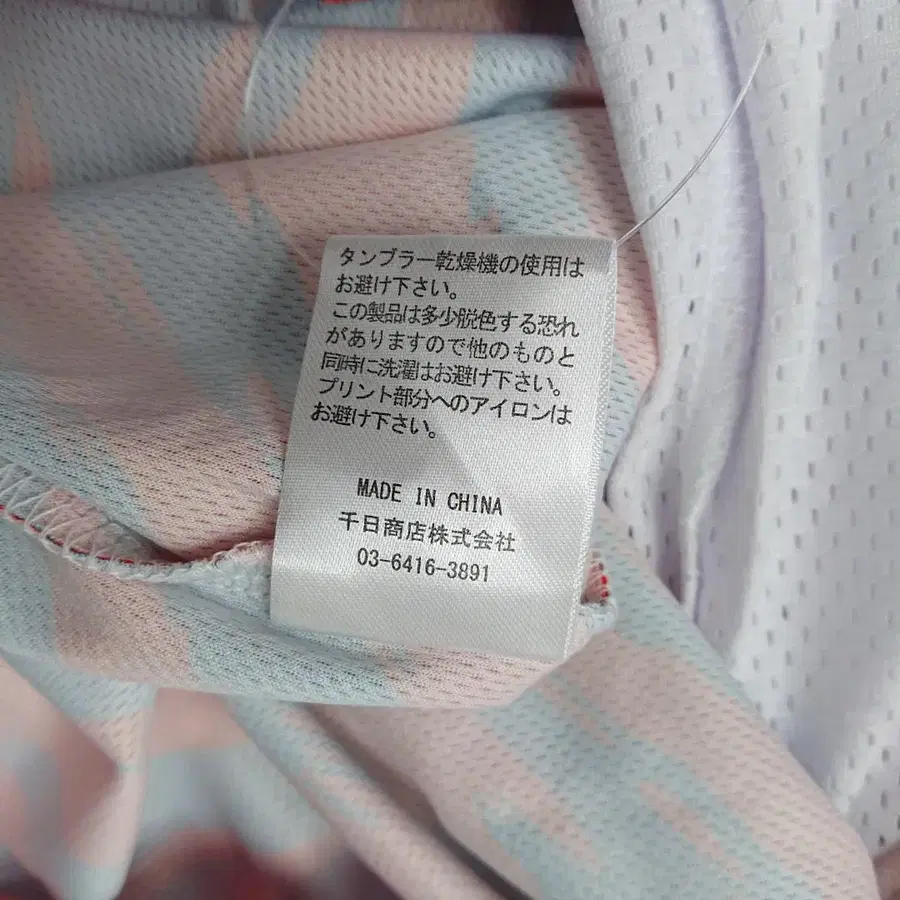 タンブラー乾燥機の使用は
お避け下さい。
この製品は多少脱色する恐れ
がありますので他のものと
同時に洗濯はお避け下さい。
プリント部分へのアイロンは
お避け下さい。
MADE IN CHINA
千日商店株式会社
03-6416-3891